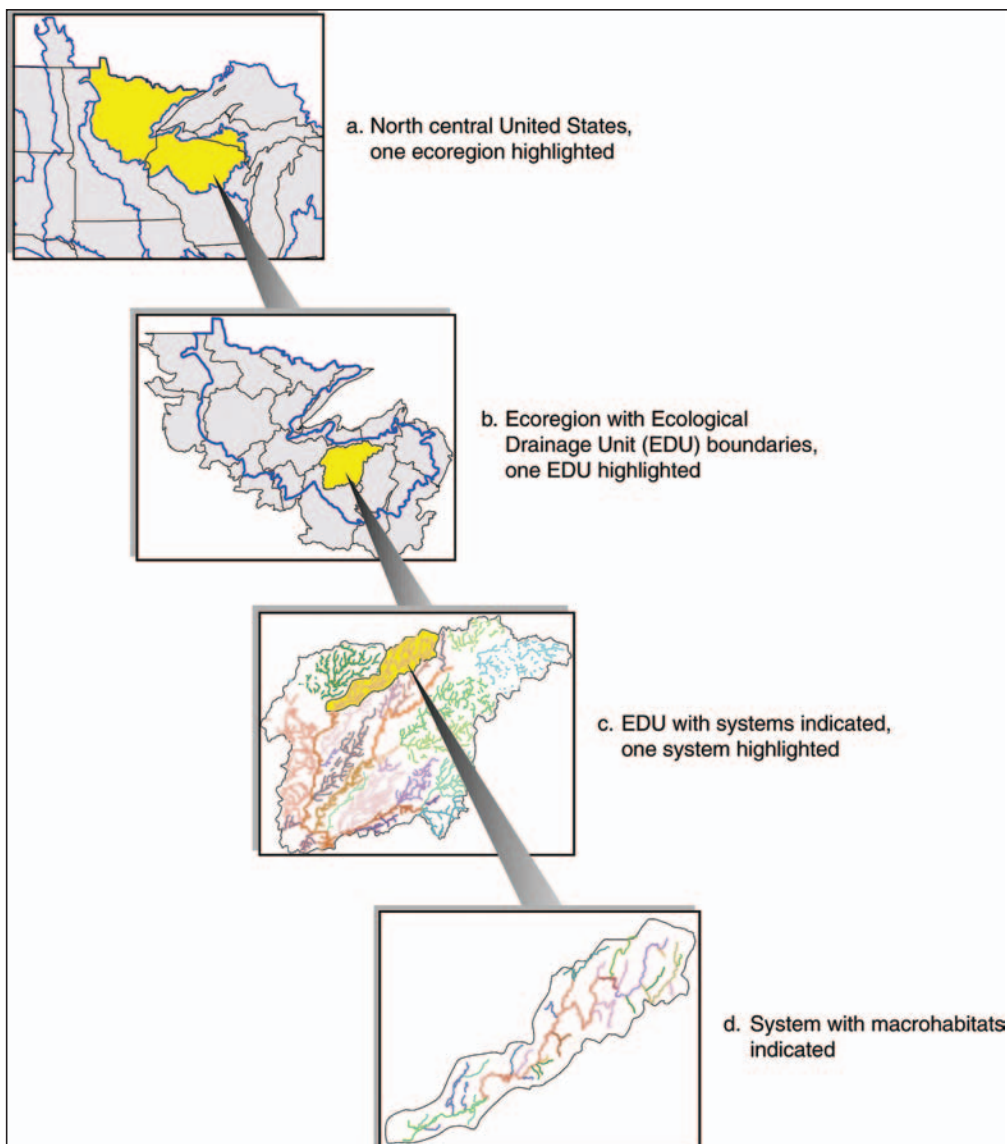 a. North central United States,
one ecoregion highlighted
b. Ecoregion with Ecological
Drainage Unit (EDU) boundaries,
one EDU highlighted
c. EDU with systems indicated,
one system highlighted
d. System with macrohabitats
indicated